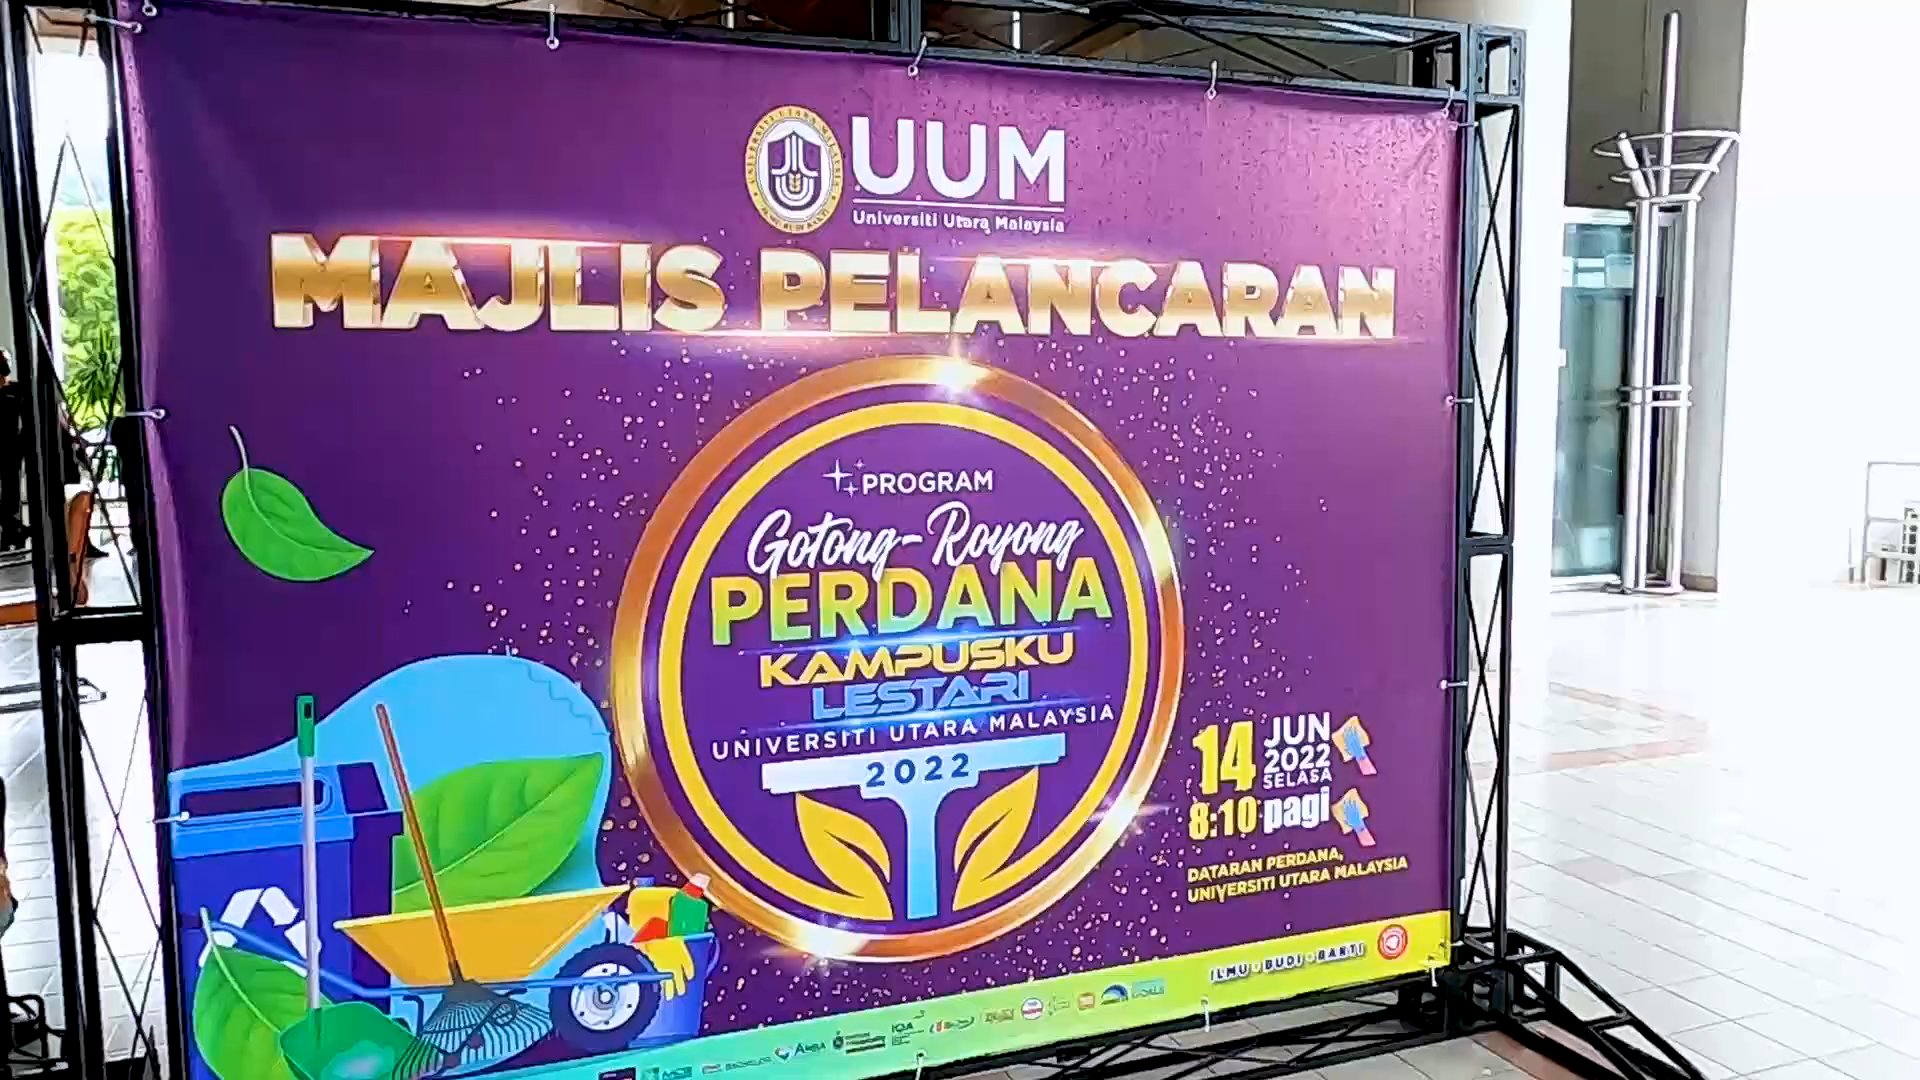 UUM
Universiti Utara Malaysia
MAJLIS PELANCARAN
PROGRAM
Gotong-Royong
PERDANA
KAMPUSKU
LESTARI
UNIVERSITI UTARA MALAYSIA
2022
14 JUN
2022
SELASA
8:10 pagi
DATARAN PERDANA,
UNIVERSITI UTARA MALAYSIA
ILMU · BUDI · BAKTI